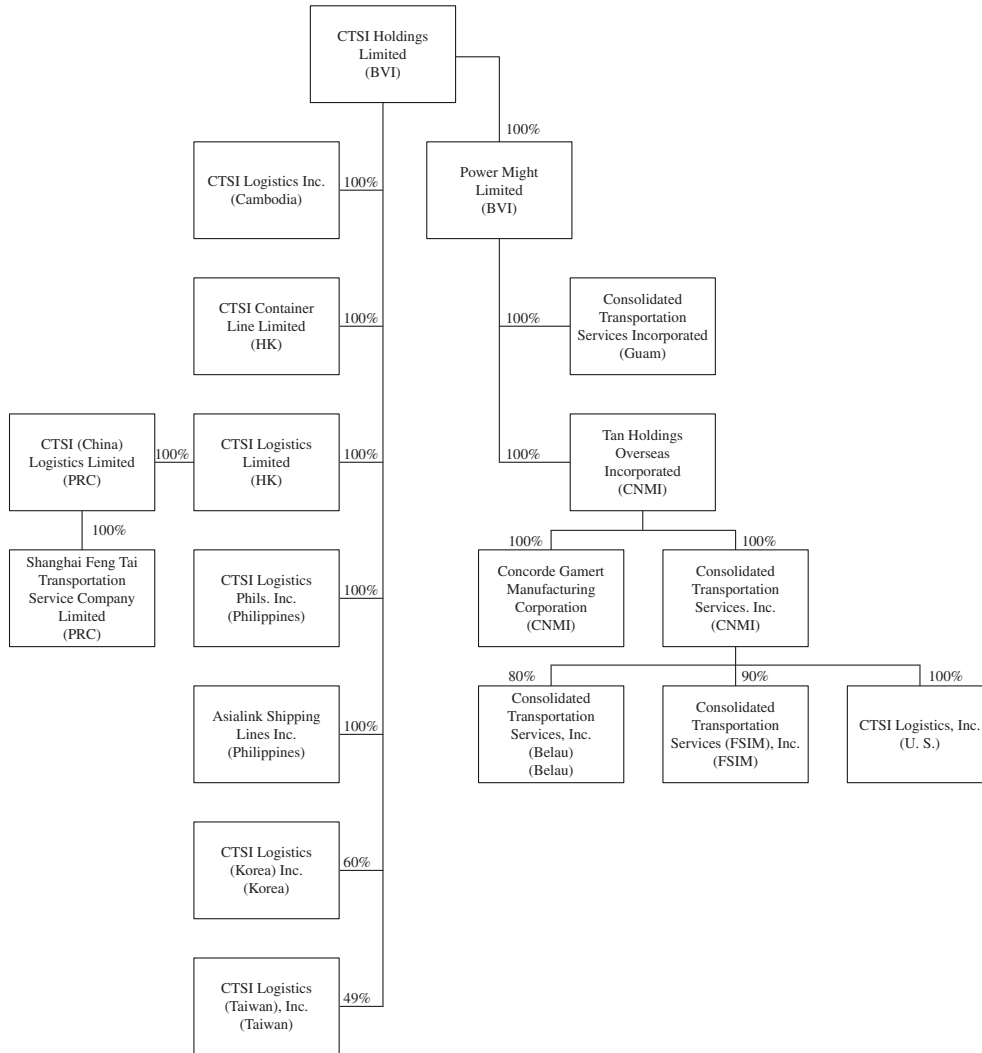 CTSI Holdings
Limited
(BVI)
100%
CTSI Logistics Inc.
(Cambodia)
100%
Power Might
Limited
(BVI)
CTSI Container
Line Limited
(HK)
100%
100%
Consolidated
Transportation
Services Incorporated
(Guam)
CTSI (China)
Logistics Limited
(PRC)
100%
CTSI Logistics
Limited
(HK)
100%
100%
Tan Holdings
Overseas
Incorporated
(CNMI)
100%
Shanghai Feng Tai
Transportation
Service Company
Limited
(PRC)
CTSI Logistics
Phils. Inc.
(Philippines)
100%
100%
Concorde Gamert
Manufacturing
Corporation
(CNMI)
100%
Consolidated
Transportation
Services. Inc.
(CNMI)
Asialink Shipping
Lines Inc.
(Philippines)
100%
80%
Consolidated
Transportation
Services, Inc.
(Belau)
(Belau)
90%
Consolidated
Transportation
Services (FSIM), Inc.
(FSIM)
100%
CTSI Logistics, Inc.
(U. S.)
CTSI Logistics
(Korea) Inc.
(Korea)
60%
CTSI Logistics
(Taiwan), Inc.
(Taiwan)
49%